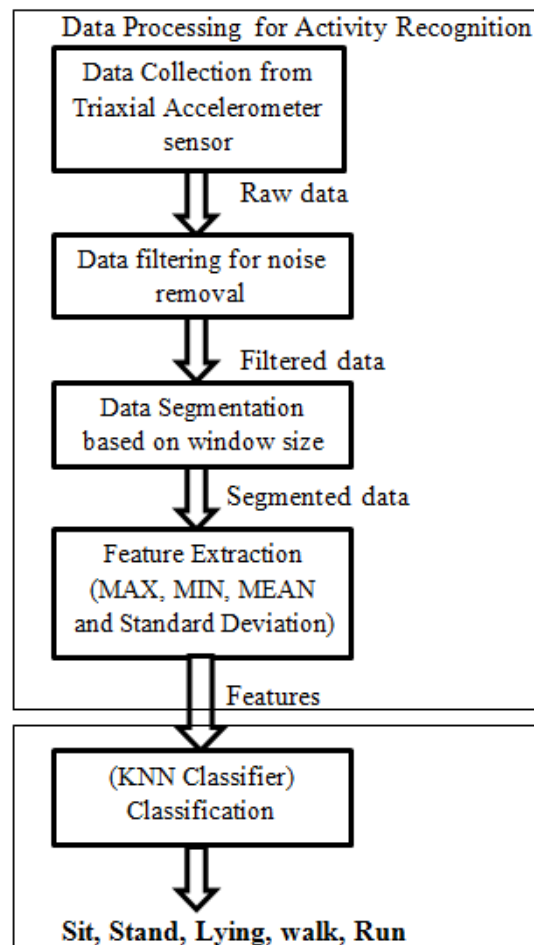 Data Processing for Activity Recognition
Data Collection from
Triaxial Accelerometer
sensor
Raw data
Data filtering for noise
removal
Filtered data
Data Segmentation
based on window size
Segmented data
Feature Extraction
(MAX, MIN, MEAN
and Standard Deviation)
Features
(KNN Classifier)
Classification
Sit, Stand, Lying, walk, Run